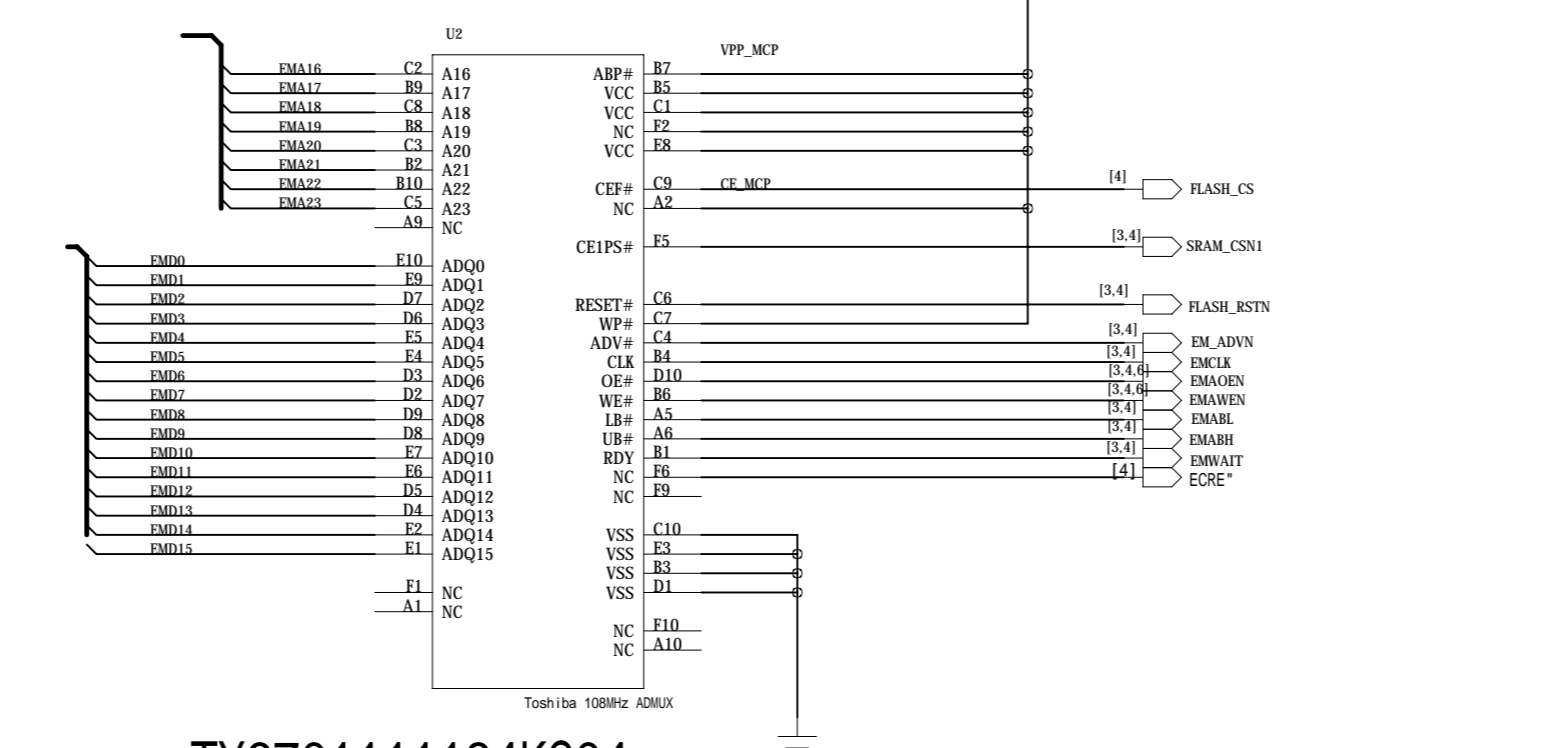 U2
VPP_MCP
EMA16 C2 A16 ABP# B7
EMA17 B9 A17 VCC B5
EMA18 C8 A18 VCC C1
EMA19 B8 A19 NC F2
EMA20 C3 A20 VCC E8
EMA21 B2 A21
EMA22 B10 A22 CEF# C9 CE_MCP [4] FLASH_CS
EMA23 C5 A23 NC A2
A9 NC
CE1PS# F5 [3,4] SRAM_CSN1
EMD0 E10 ADQ0
EMD1 E9 ADQ1
EMD2 D7 ADQ2 RESET# C6 [3,4] FLASH_RSTN
EMD3 D6 ADQ3 WP# C7
EMD4 E5 ADQ4 ADV# C4 [3,4] EM_ADVN
EMD5 E4 ADQ5 CLK B4 [3,4] EMCLK
EMD6 D3 ADQ6 OE# D10 [3,4,6] EMAOEN
EMD7 D2 ADQ7 WE# B6 [3,4,6] EMAWEN
EMD8 D9 ADQ8 LB# A5 [3,4] EMABL
EMD9 D8 ADQ9 UB# A6 [3,4] EMABH
EMD10 E7 ADQ10 RDY B1 [3,4] EMWAIT
EMD11 E6 ADQ11 NC F6 [4] ECRE"
EMD12 D5 ADQ12 NC F9
EMD13 D4 ADQ13
EMD14 E2 ADQ14 VSS C10
EMD15 E1 ADQ15 VSS E3
VSS B3
F1 NC VSS D1
A1 NC
NC F10
NC A10
Toshiba 108MHz ADMUX